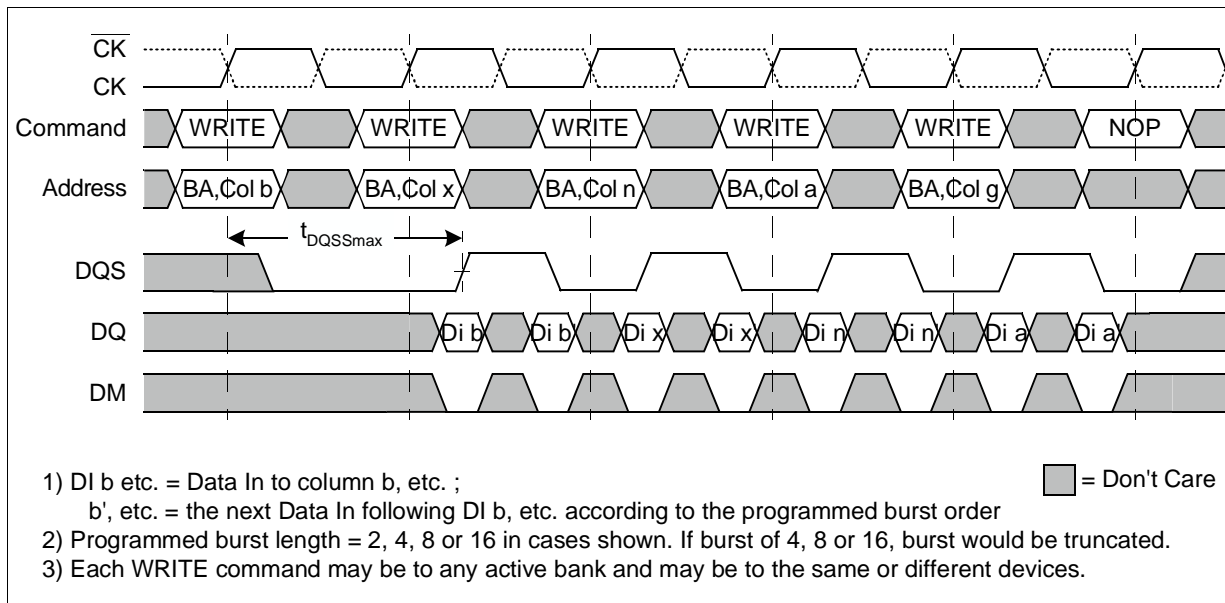 CK
CK
Command WRITE WRITE WRITE WRITE WRITE NOP
Address BA,Col b BA,Col x BA,Col n BA,Col a BA,Col g
tDQSSmax
DQS
DQ Di b Di b' Di x Di x Di n Di n Di a Di a
DM
1) DI b etc. = Data In to column b, etc. ;
= Don't Care
b', etc. = the next Data In following DI b, etc. according to the programmed burst order
2) Programmed burst length = 2, 4, 8 or 16 in cases shown. If burst of 4, 8 or 16, burst would be truncated.
3) Each WRITE command may be to any active bank and may be to the same or different devices.